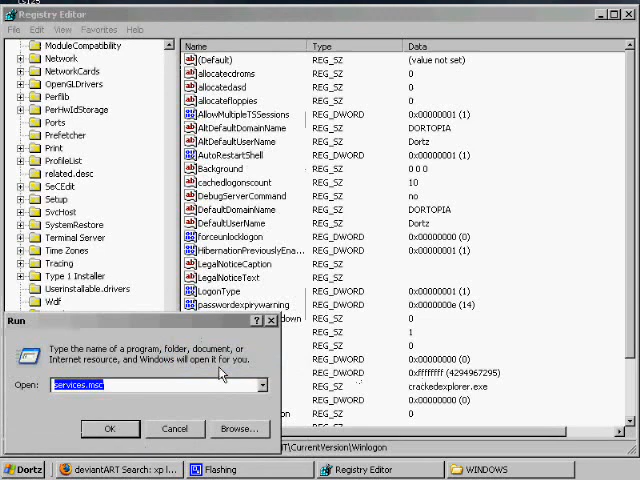 Registry Editor
File Edit View Favorites Help
ModuleCompatibility
Network
NetworkCards
OpenGLDrivers
Perflib
PerHwIdStorage
Ports
Prefetcher
Print
ProfileList
related.desc
SeCEdit
Setup
SvcHost
SystemRestore
Terminal Server
Time Zones
Tracing
Type 1 Installer
Userinstallable.drivers
Wdf
Name Type Data
(Default) REG_SZ (value not set)
allocatecdroms REG_SZ 0
allocatedasd REG_SZ 0
allocatefloppies REG_SZ 0
AllowMultipleTSSessions REG_DWORD 0x00000001 (1)
AltDefaultDomainName REG_SZ DORTOPIA
AltDefaultUserName REG_SZ Dortz
AutoRestartShell REG_DWORD 0x00000001 (1)
Background REG_SZ 0 0 0
cachedlogonscount REG_SZ 10
DebugServerCommand REG_SZ no
DefaultDomainName REG_SZ DORTOPIA
DefaultUserName REG_SZ Dortz
forceunlocklogon REG_DWORD 0x00000000 (0)
HibernationPreviouslyEna... REG_DWORD 0x00000001 (1)
LegalNoticeCaption REG_SZ
LegalNoticeText REG_SZ
LogonType REG_DWORD 0x00000001 (1)
passwordexpirywarning REG_DWORD 0x0000000e (14)
down REG_SZ 0
REG_SZ 1
REG_SZ 0
REG_DWORD 0x00000000 (0)
REG_DWORD 0xffffffff (4294967295)
REG_SZ crackedexplorer.exe
REG_DWORD 0x00000000 (0)
REG_SZ 0
Run
Type the name of a program, folder, document, or
Internet resource, and Windows will open it for you.
Open: services.msc
OK Cancel Browse...
\CurrentVersion\Winlogon
Dortz deviantART Search: xp l... Flashing Registry Editor WINDOWS